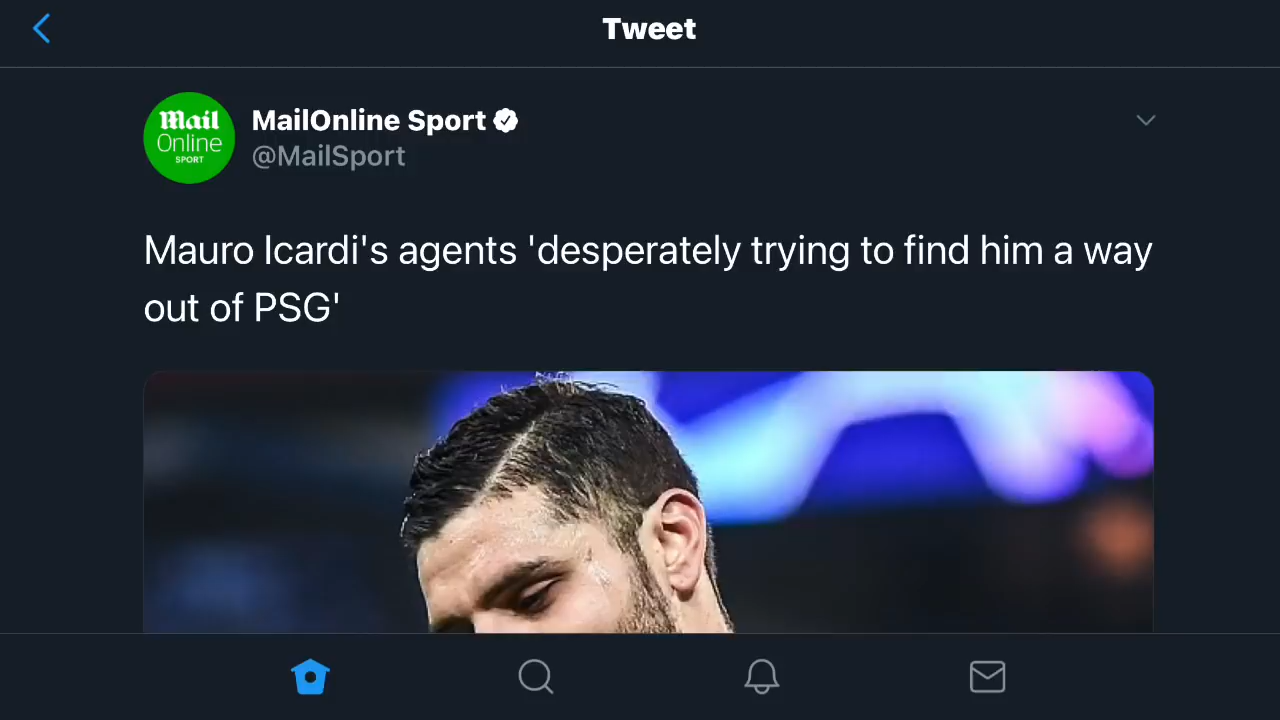 Tweet
Mail
Online
SPORT
MailOnline Sport
@MailSport
Mauro Icardi's agents 'desperately trying to find him a way
out of PSG'